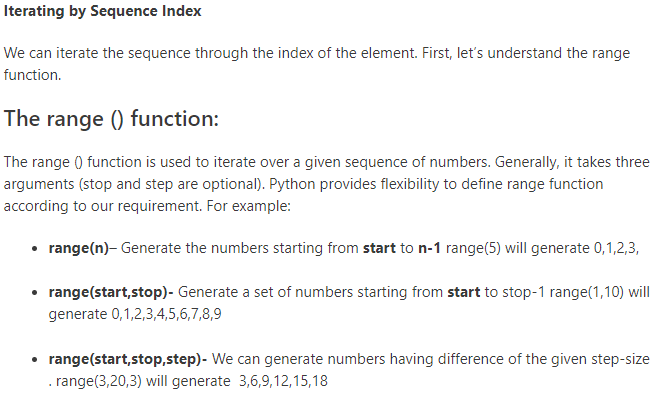 Iterating by Sequence Index
We can iterate the sequence through the index of the element. First, let's understand the range
function.
The range () function:
The range () function is used to iterate over a given sequence of numbers. Generally, it takes three
arguments (stop and step are optional). Python provides flexibility to define range function
according to our requirement. For example:
• range(n)– Generate the numbers starting from start to n-1 range(5) will generate 0,1,2,3,
• range(start,stop)- Generate a set of numbers starting from start to stop-1 range(1,10) will
generate 0,1,2,3,4,5,6,7,8,9
• range(start,stop,step)- We can generate numbers having difference of the given step-size
. range(3,20,3) will generate 3,6,9,12,15,18